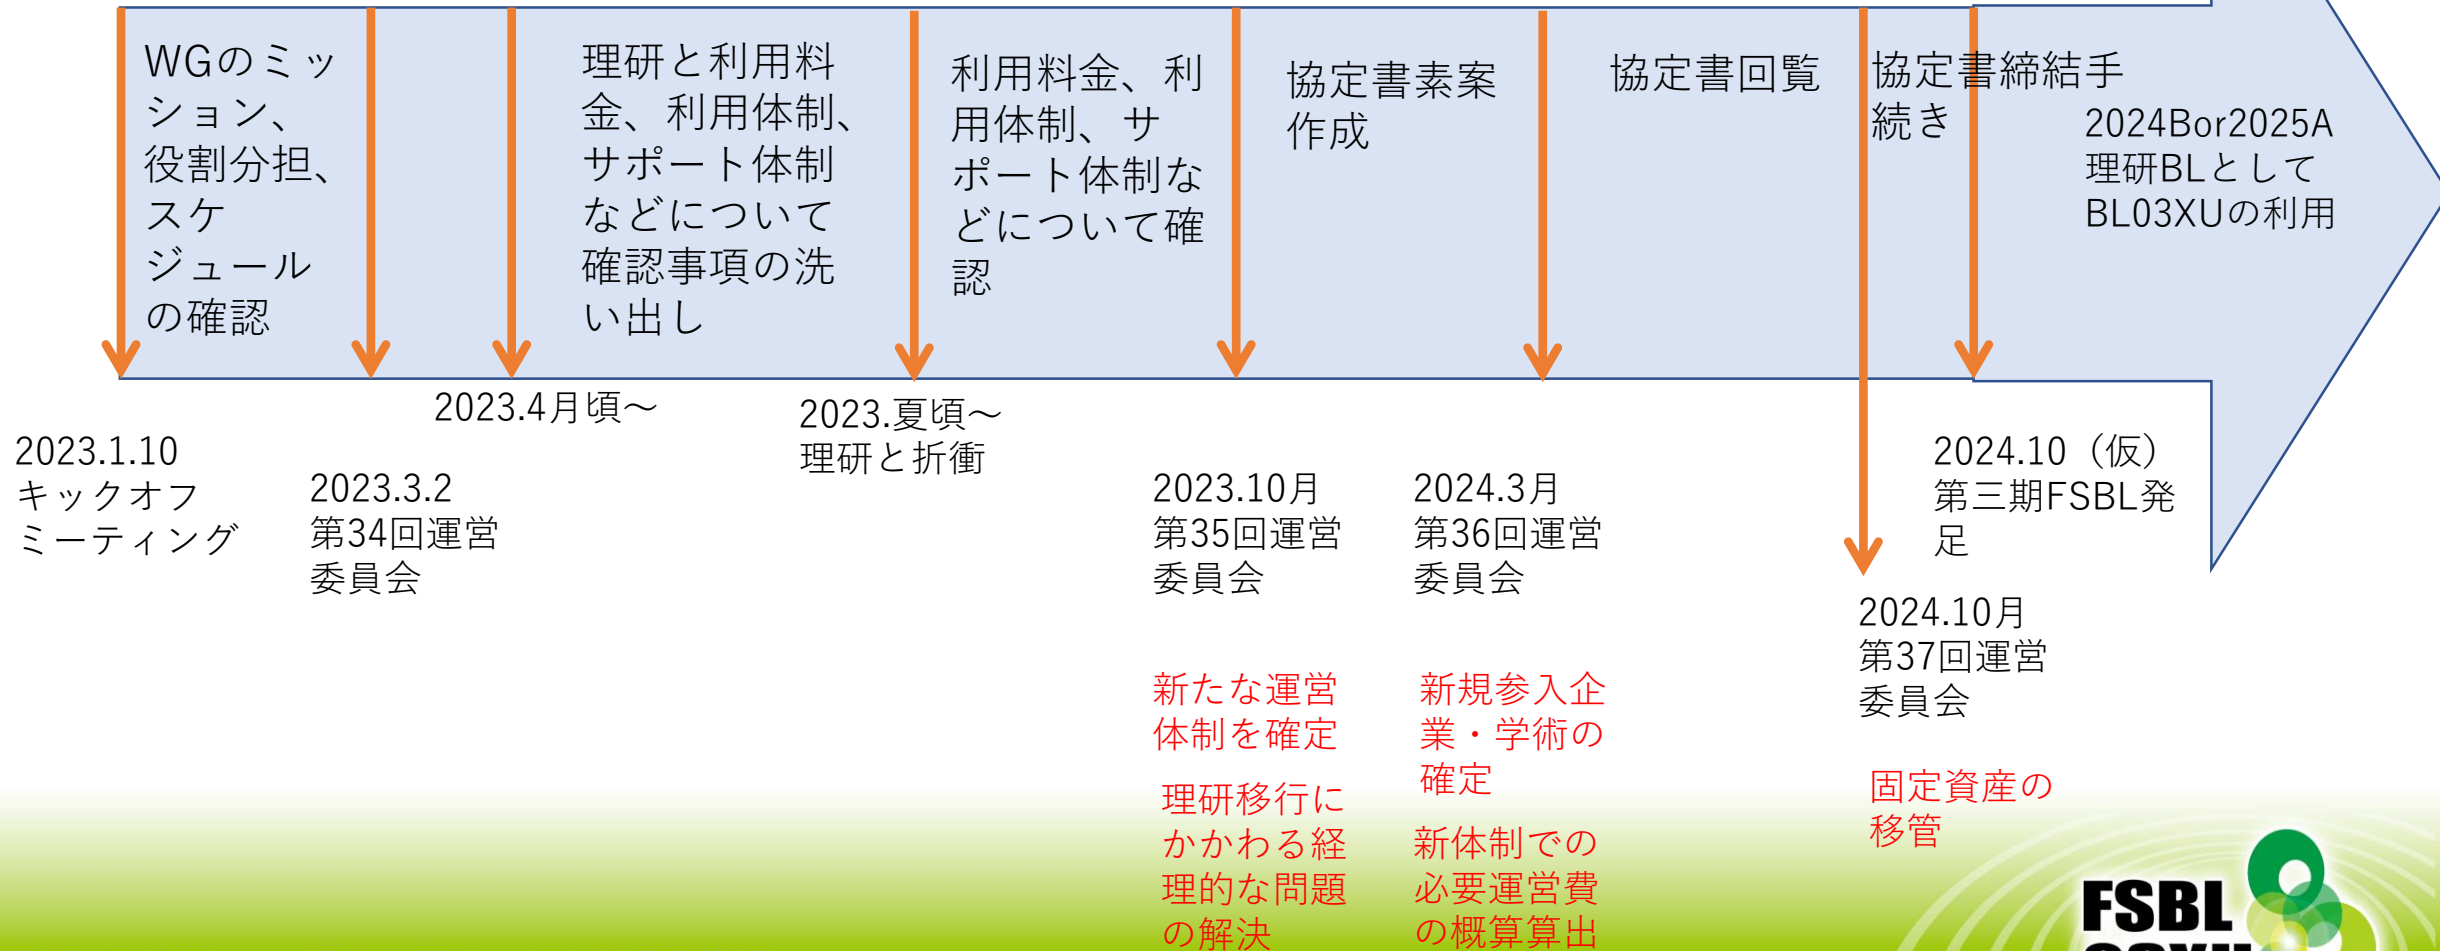 WGのミッ
ション、
役割分担、
スケ
ジュール
の確認
理研と利用料
金、利用体制、
サポート体制
などについて
確認事項の洗
い出し
利用料金、利
用体制、サ
ポート体制な
どについて確
認
協定書素案
作成
協定書回覧
協定書締結手
続き
2024Bor2025A
理研BLとして
BL03XUの利用
2023.1.10
キックオフ
ミーティング
2023.3.2
第34回運営
委員会
2023.4月頃～
2023.夏頃～
理研と折衝
2023.10月
第35回運営
委員会
新たな運営
体制を確定
理研移行に
かかわる経
理的な問題
の解決
2024.3月
第36回運営
委員会
新規参入企
業・学術の
確定
新体制での
必要運営費
の概算算出
2024.10（仮）
第三期FSBL発
足
2024.10月
第37回運営
委員会
固定資産の
移管
FSBL